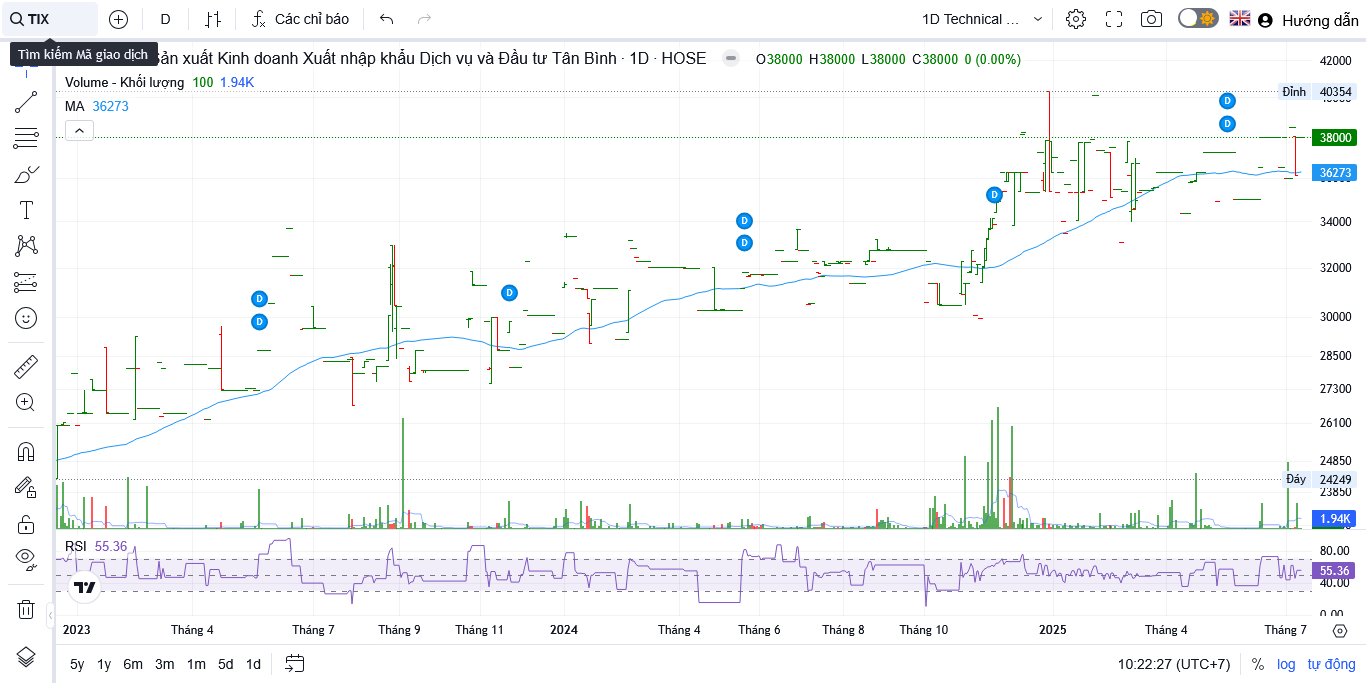 TIX D Các chỉ báo 1D Technical ... Hướng dẫn
Tìm kiếm Mã giao dịch
Sản xuất Kinh doanh Xuất nhập khẩu Dịch vụ và Đầu tư Tân Bình · 1D · HOSE O38000 H38000 L38000 C38000 0 (0.00%)
Volume - Khối lượng 100 1.94K
MA 36273
42000
Đỉnh 40354
38000
36273
34000
32000
30000
28500
27300
26100
24850
Đáy 24249
23850
1.94K
D
D
D
D
D
D
D
D
RSI 55.36
80.00
55.36
40.00
0.00
2023 Tháng 4 Tháng 7 Tháng 9 Tháng 11 2024 Tháng 4 Tháng 6 Tháng 8 Tháng 10 2025 Tháng 4 Tháng 7
5y 1y 6m 3m 1m 5d 1d 10:22:27 (UTC+7) % log tự động